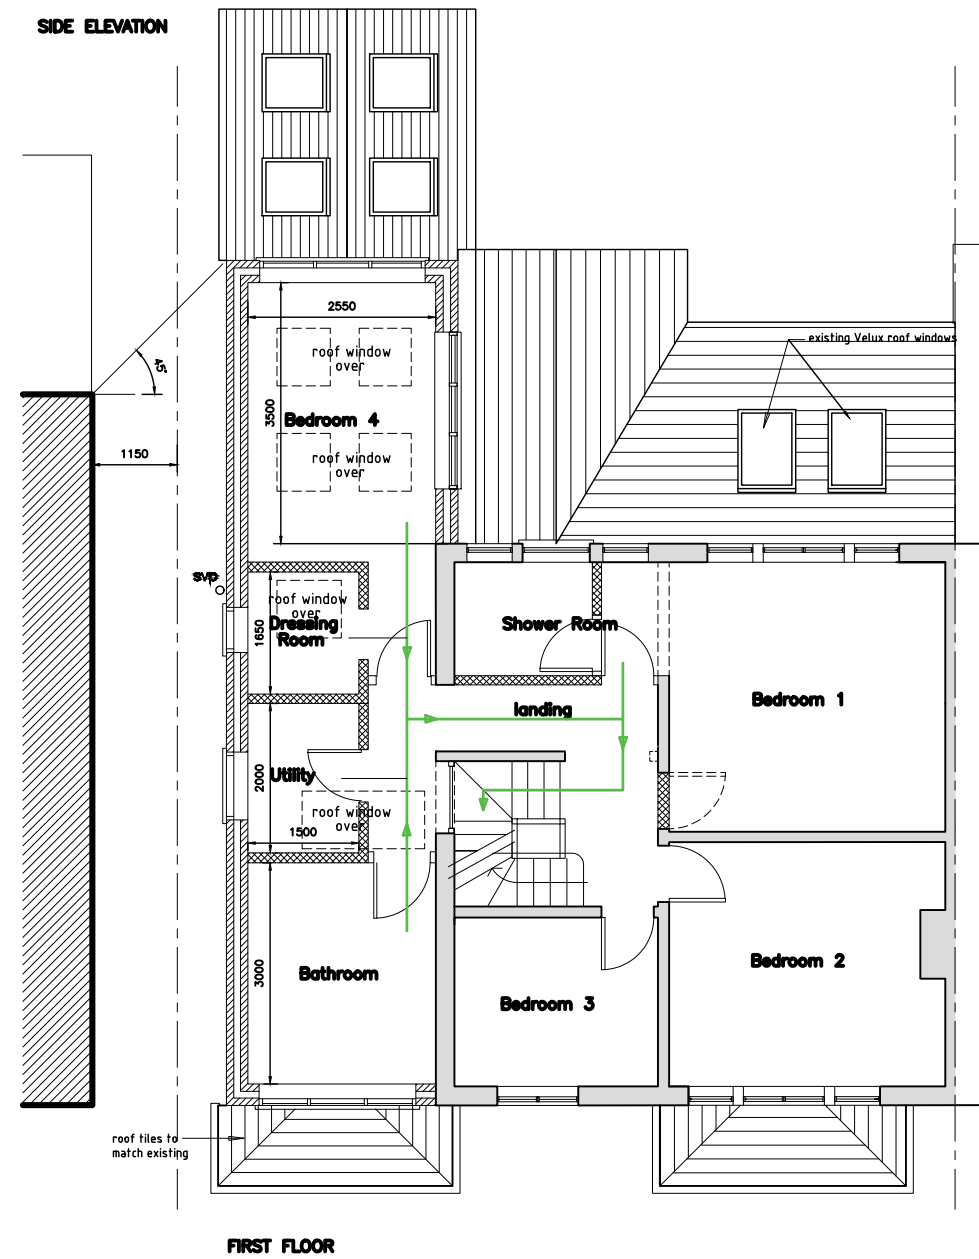 SIDE ELEVATION
existing Velux roof windows
2550
roof window
over
45°
3500
Bedroom 4
roof window
over
1150
SVP
roof window
over
Dressing
Room
1650
Shower Room
Bedroom 1
landing
Utility
2000
roof window
over
1500
Bathroom
3000
Bedroom 2
Bedroom 3
roof tiles to
match existing
FIRST FLOOR